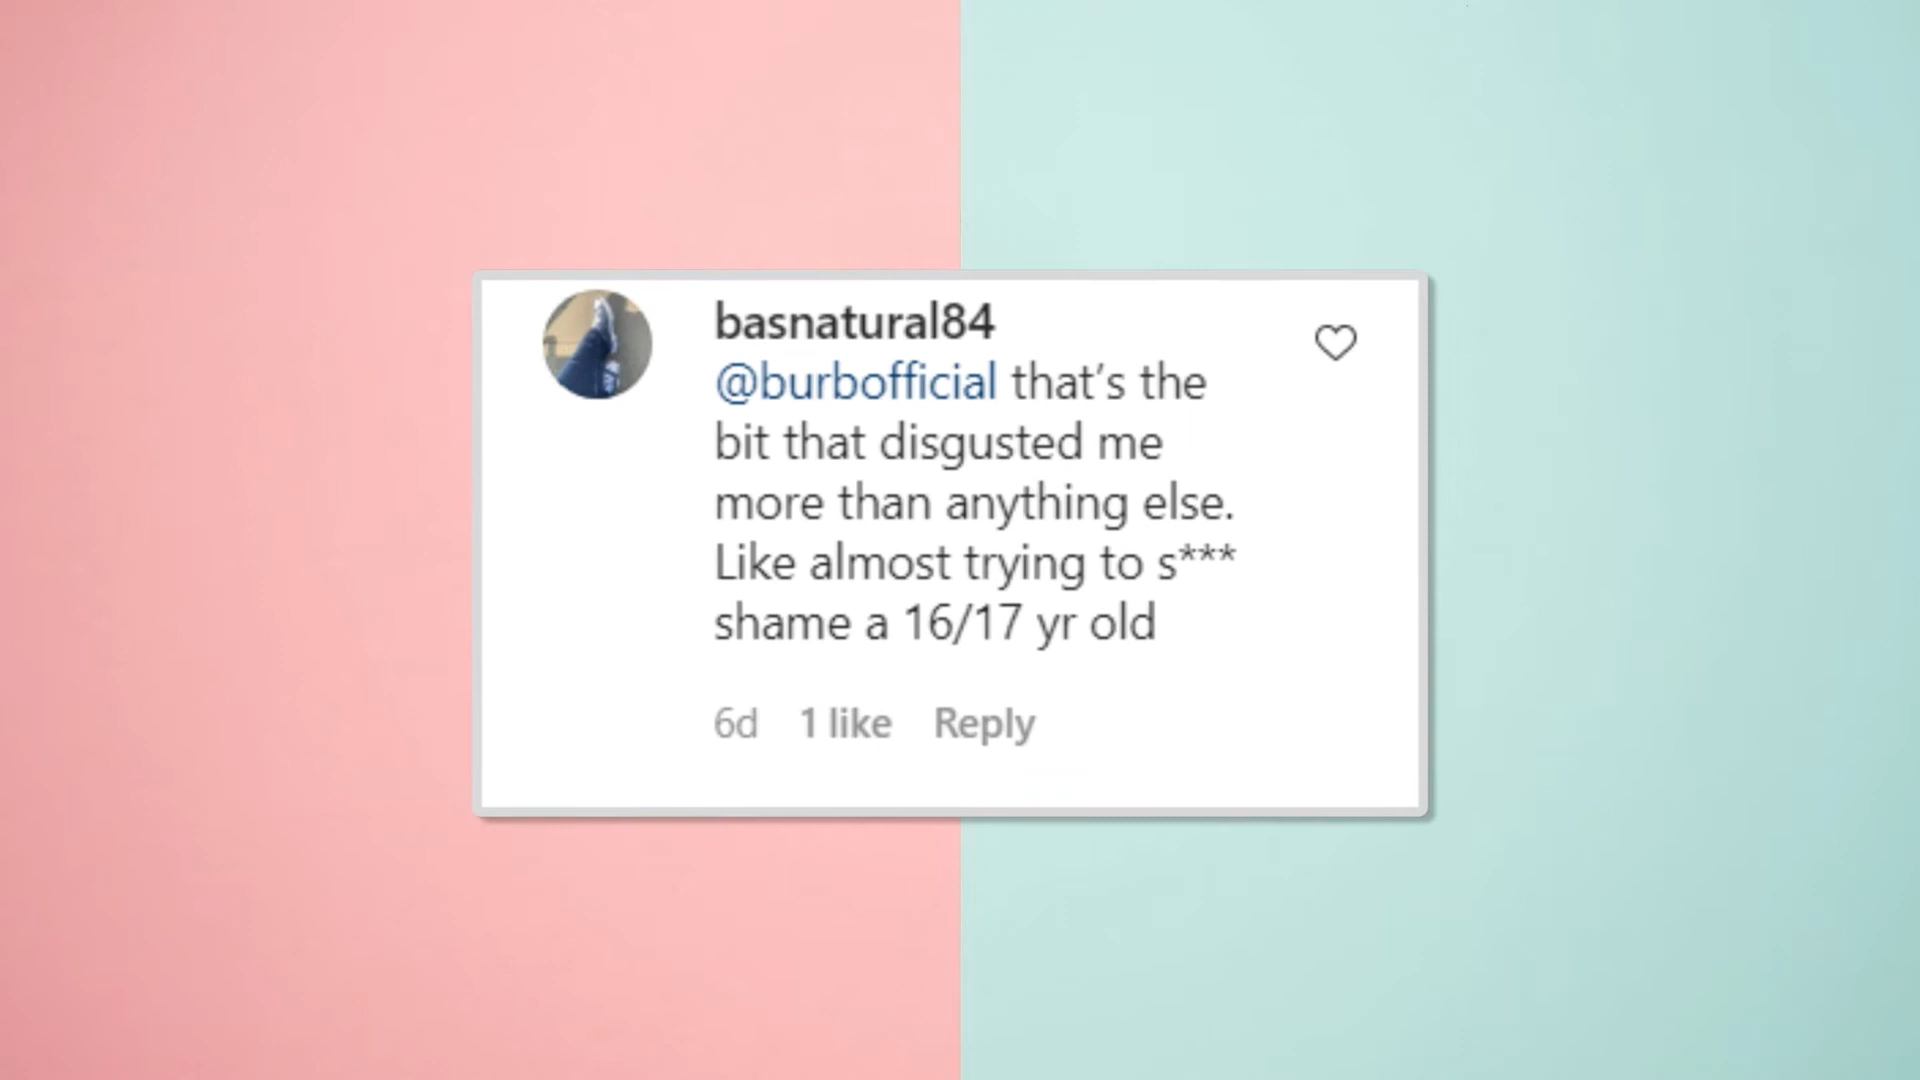 basnatural84
@burbofficial that’s the
bit that disgusted me
more than anything else.
Like almost trying to s***
shame a 16/17 yr old
6d 1 like Reply